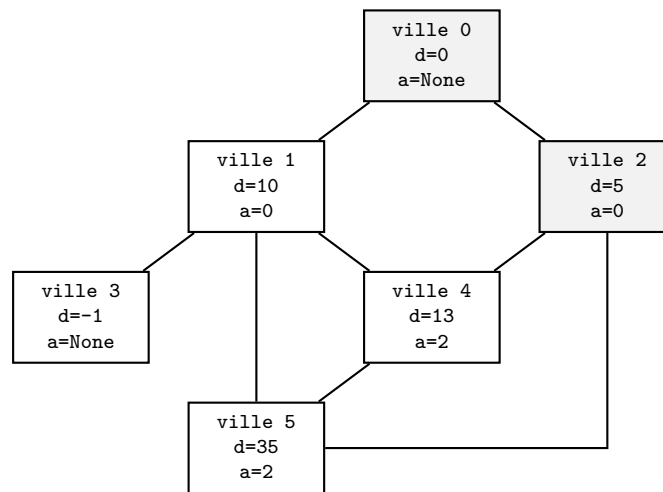 ville 0
d=0
a=None
ville 1
d=10
a=0
ville 2
d=5
a=0
ville 3
d=-1
a=None
ville 4
d=13
a=2
ville 5
d=35
a=2